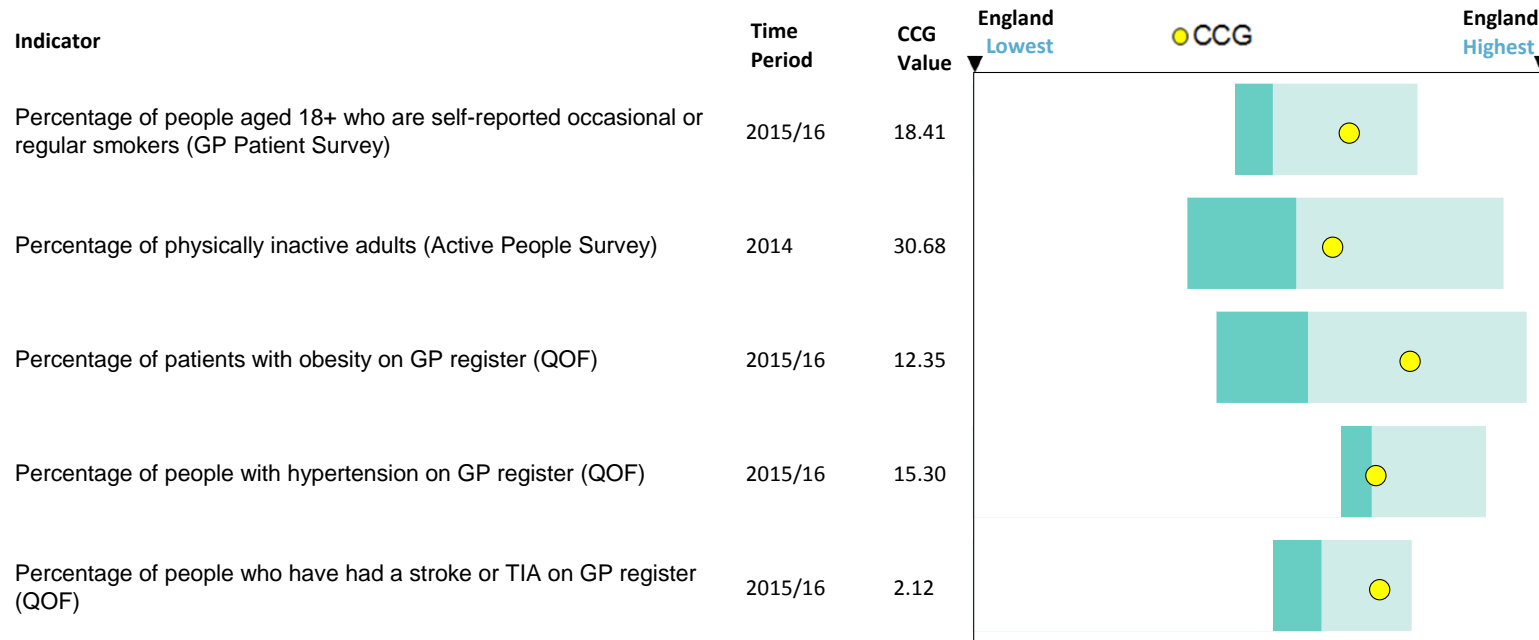 Indicator
Time
Period
CCG
Value
England
Lowest
CCG
England
Highest
Percentage of people aged 18+ who are self-reported occasional or
regular smokers (GP Patient Survey)
2015/16
18.41
Percentage of physically inactive adults (Active People Survey)
2014
30.68
Percentage of patients with obesity on GP register (QOF)
2015/16
12.35
Percentage of people with hypertension on GP register (QOF)
2015/16
15.30
Percentage of people who have had a stroke or TIA on GP register
(QOF)
2015/16
2.12